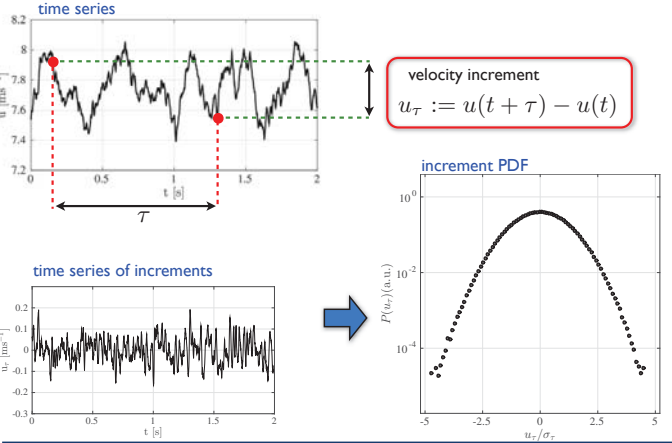 time series
8.2
8
7.8
7.6
7.4
7.2
u [ms⁻¹]
0 0.5 1 1.5 2
t [s]
τ
velocity increment
u_τ := u(t + τ) − u(t)
increment PDF
10⁰
10⁻²
10⁻⁴
P(u_τ)(a.u.)
-5 -2.5 0 2.5 5
u_τ/σ_τ
time series of increments
0.2
0.1
0
-0.1
-0.2
-0.3
u_τ [ms⁻¹]
0 0.5 1 1.5 2
t [s]